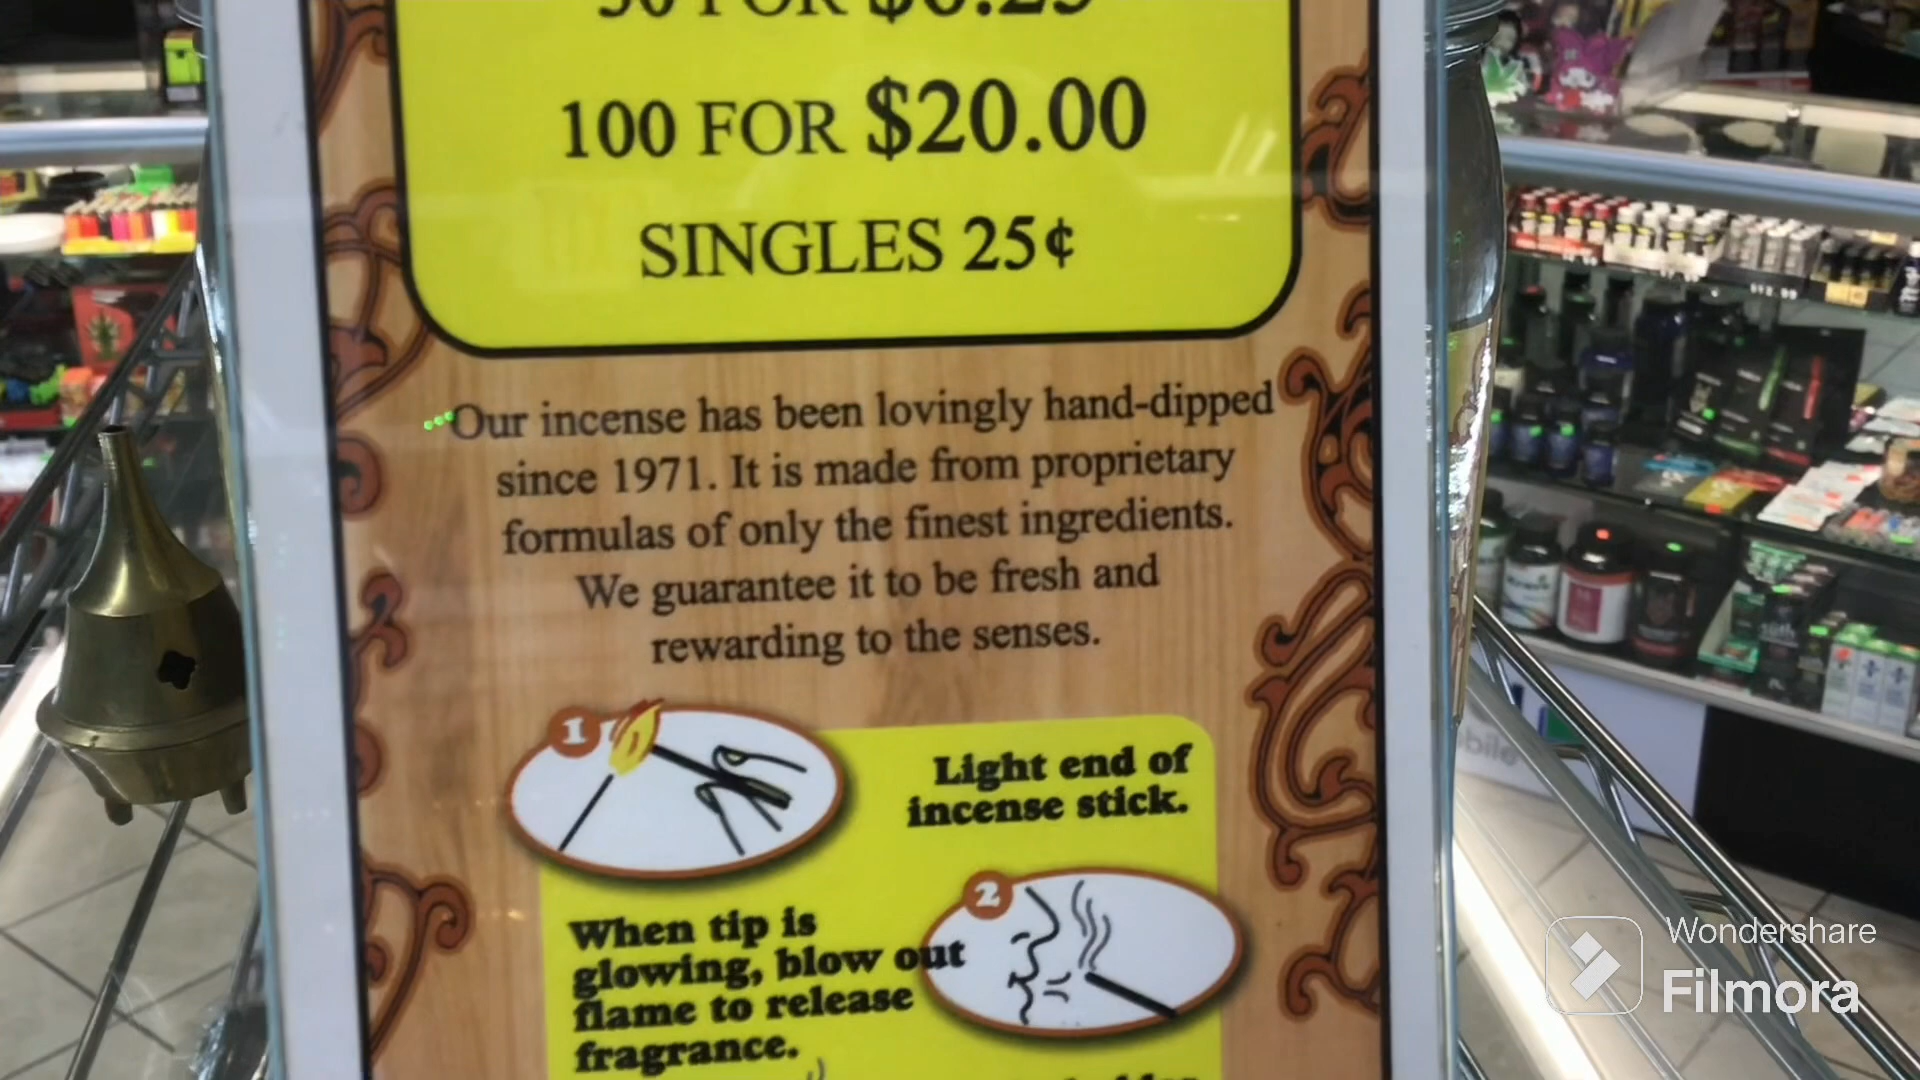 100 FOR $20.00
SINGLES 25¢
Our incense has been lovingly hand-dipped
since 1971. It is made from proprietary
formulas of only the finest ingredients.
We guarantee it to be fresh and
rewarding to the senses.
1
Light end of
incense stick.
2
When tip is
glowing, blow out
flame to release
fragrance.
Wondershare
Filmora